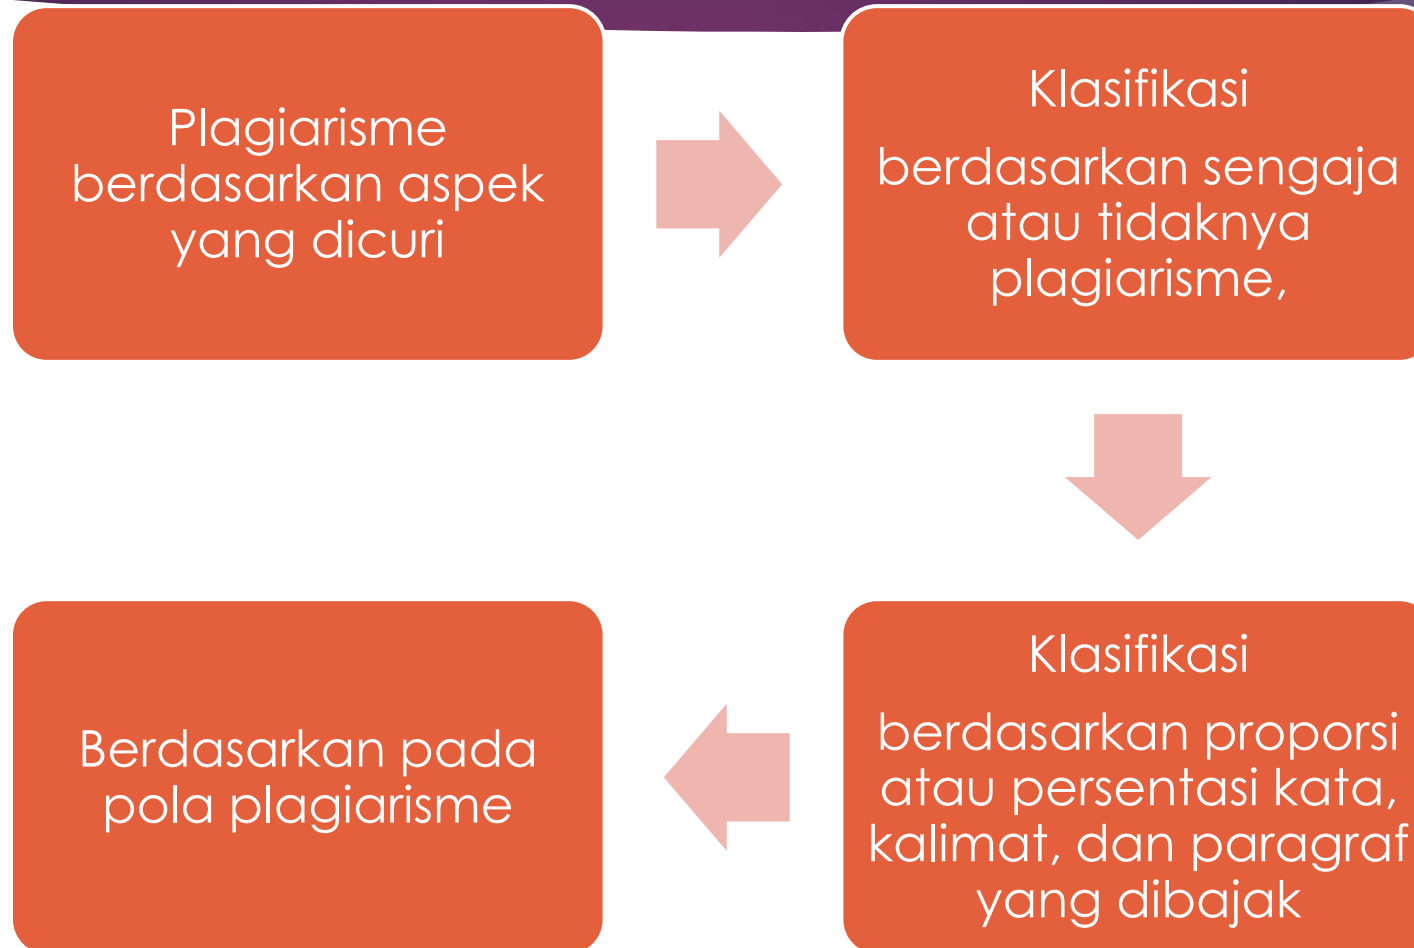 Plagiarisme
berdasarkan aspek
yang dicuri
Klasifikasi
berdasarkan sengaja
atau tidaknya
plagiarisme,
Klasifikasi
berdasarkan proporsi
atau persentasi kata,
kalimat, dan paragraf
yang dibajak
Berdasarkan pada
pola plagiarisme